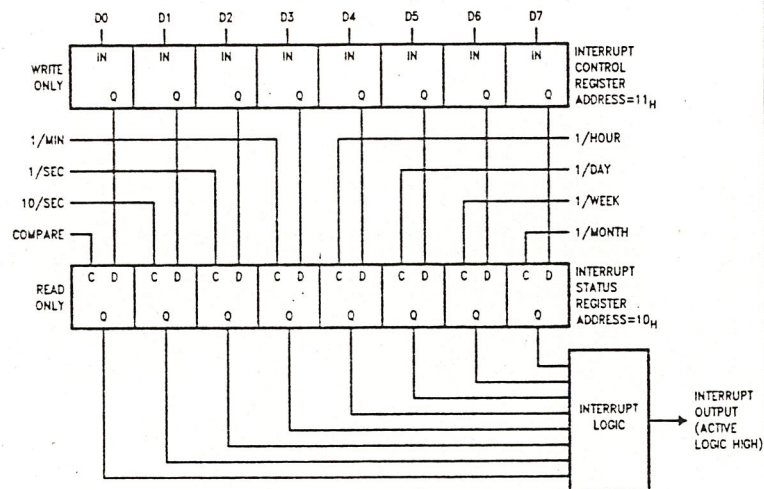 D0 D1 D2 D3 D4 D5 D6 D7
IN IN IN IN IN IN IN IN
WRITE
ONLY
Q Q Q Q Q Q Q Q
INTERRUPT
CONTROL
REGISTER
ADDRESS=11H
1/MIN
1/SEC
10/SEC
COMPARE
1/HOUR
1/DAY
1/WEEK
1/MONTH
READ
ONLY
C D C D C D C D C D C D C D C D
Q Q Q Q Q Q Q Q
INTERRUPT
STATUS
REGISTER
ADDRESS=10H
INTERRUPT
LOGIC
INTERRUPT
OUTPUT
(ACTIVE
LOGIC HIGH)